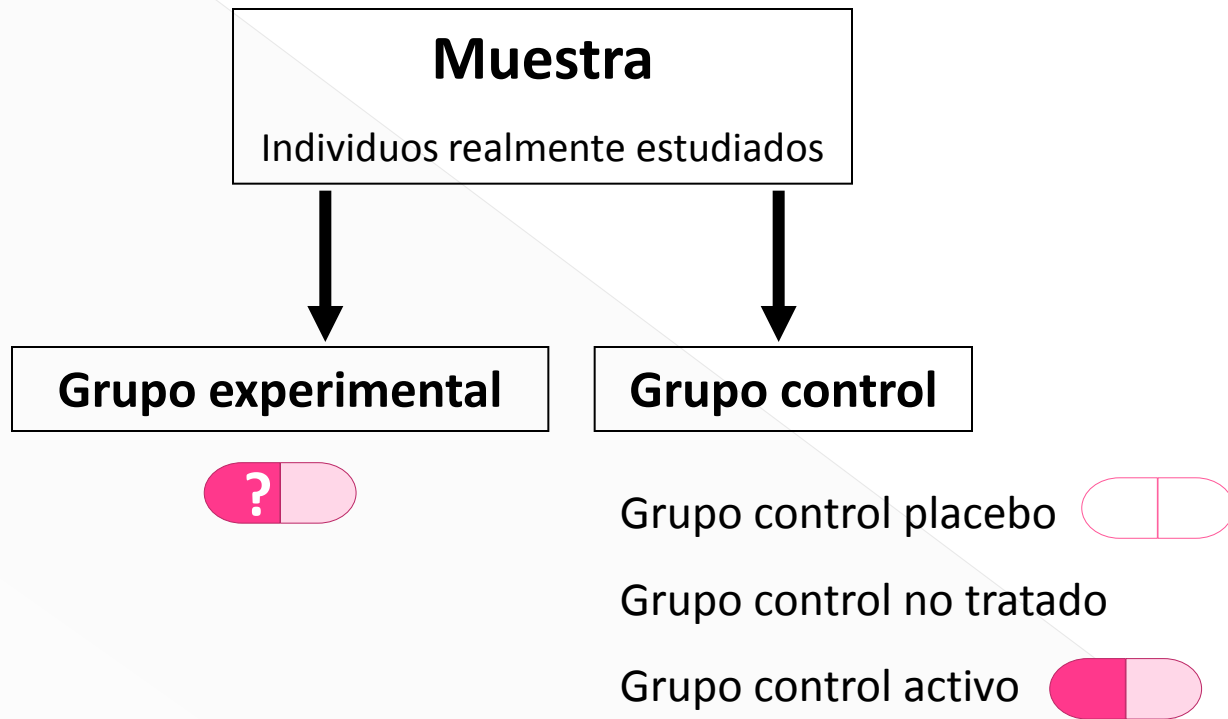 Muestra
Individuos realmente estudiados
Grupo experimental
Grupo control
?
Grupo control placebo
Grupo control no tratado
Grupo control activo